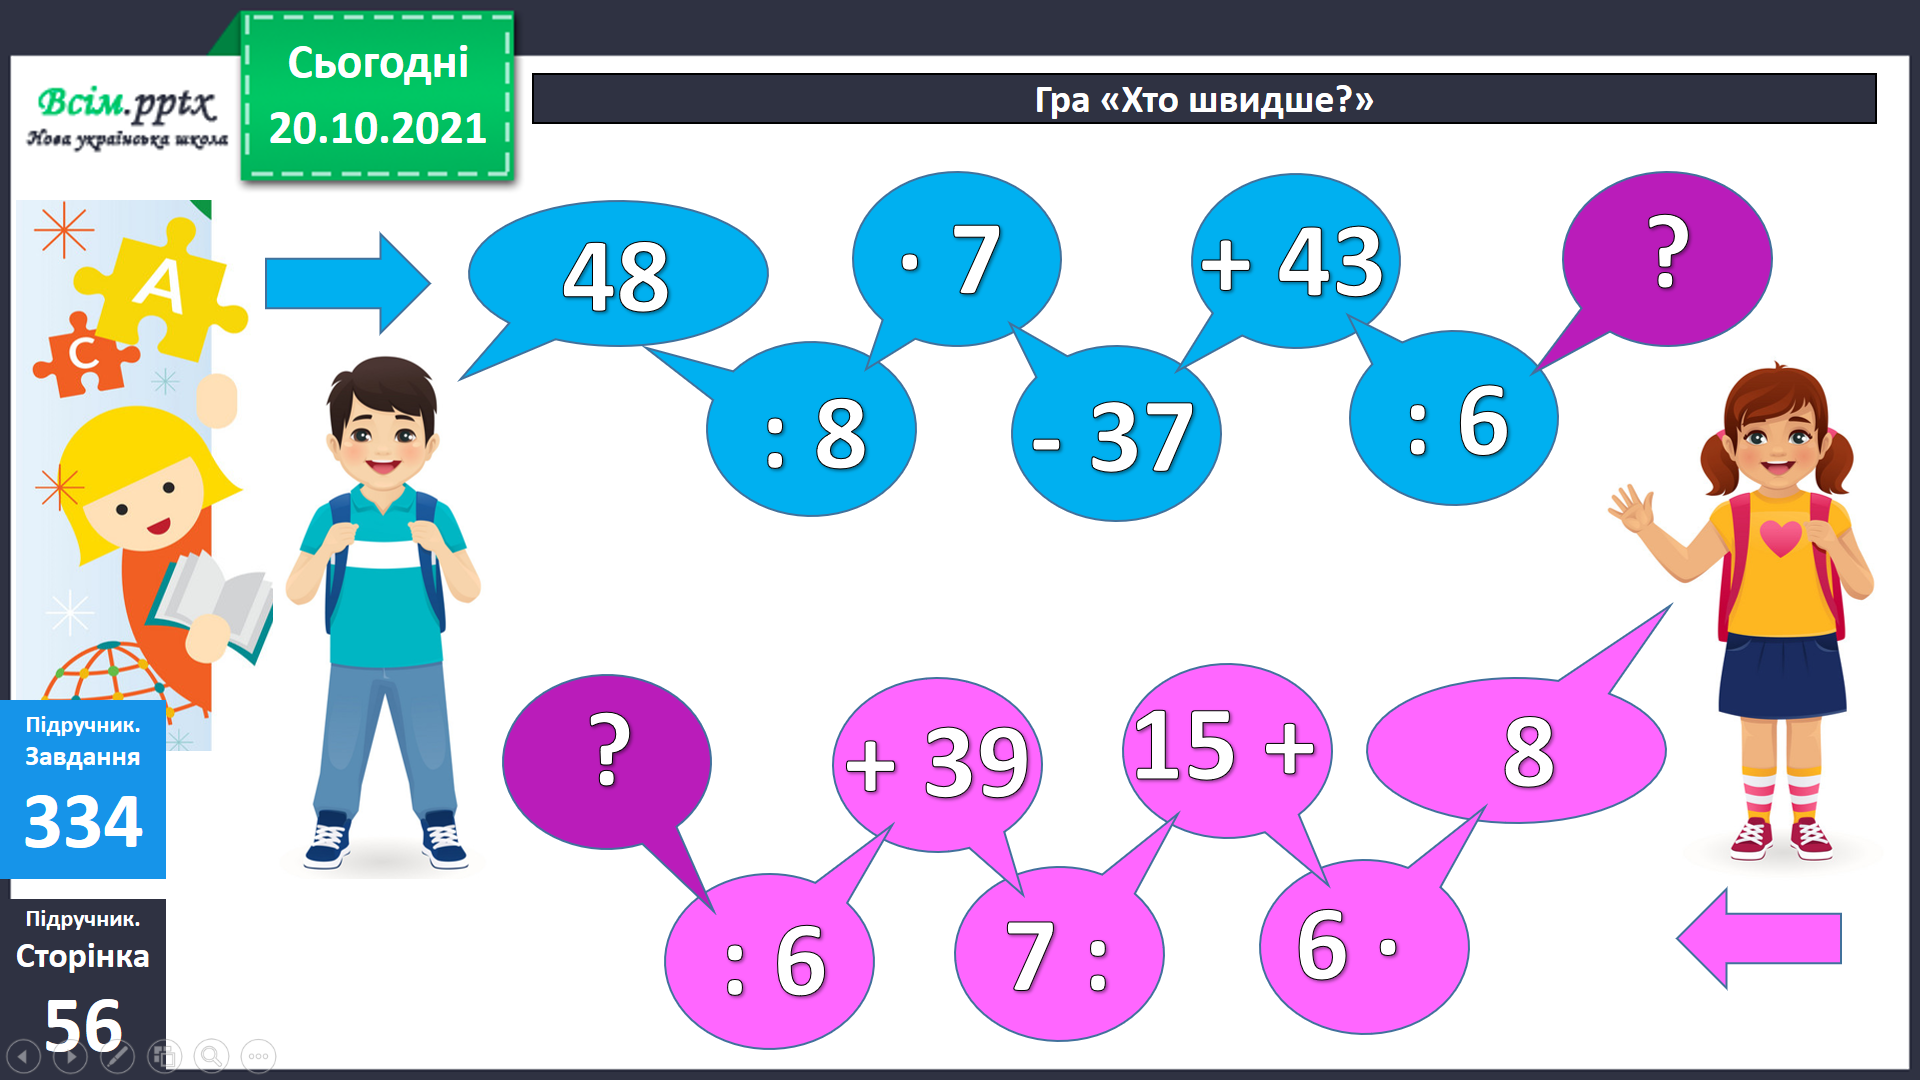 Сьогодні
20.10.2021
Всім.pptx
Нова українська школа
Гра «Хто швидше?»
A
C
48
: 8
· 7
- 37
+ 43
: 6
?
8
6 ·
15 +
7 :
+ 39
: 6
?
Підручник.
Завдання
334
Підручник.
Сторінка
56